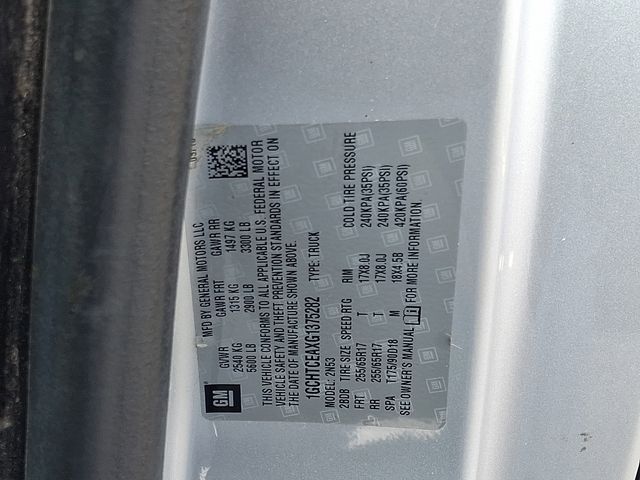 GM
MFD BY GENERAL MOTORS LLC
GVWR GAWR FRT GAWR RR
2540 KG 1315 KG 1497 KG
5600 LB 2900 LB 3300 LB
THIS VEHICLE CONFORMS TO ALL APPLICABLE U.S. FEDERAL MOTOR
VEHICLE SAFETY AND THEFT PREVENTION STANDARDS IN EFFECT ON
THE DATE OF MANUFACTURE SHOWN ABOVE.
1GCHTCEAXG1375282 TYPE: TRUCK
MODEL: 2N53
28DB TIRE SIZE SPEED RTG RIM COLD TIRE PRESSURE
FRT 255/65R17 T 17X8.0J 240KPA(35PSI)
RR 255/65R17 T 17X8.0J 240KPA(35PSI)
SPA T175/90D18 M 18X4.5B 420KPA(60PSI)
SEE OWNER'S MANUAL FOR MORE INFORMATION